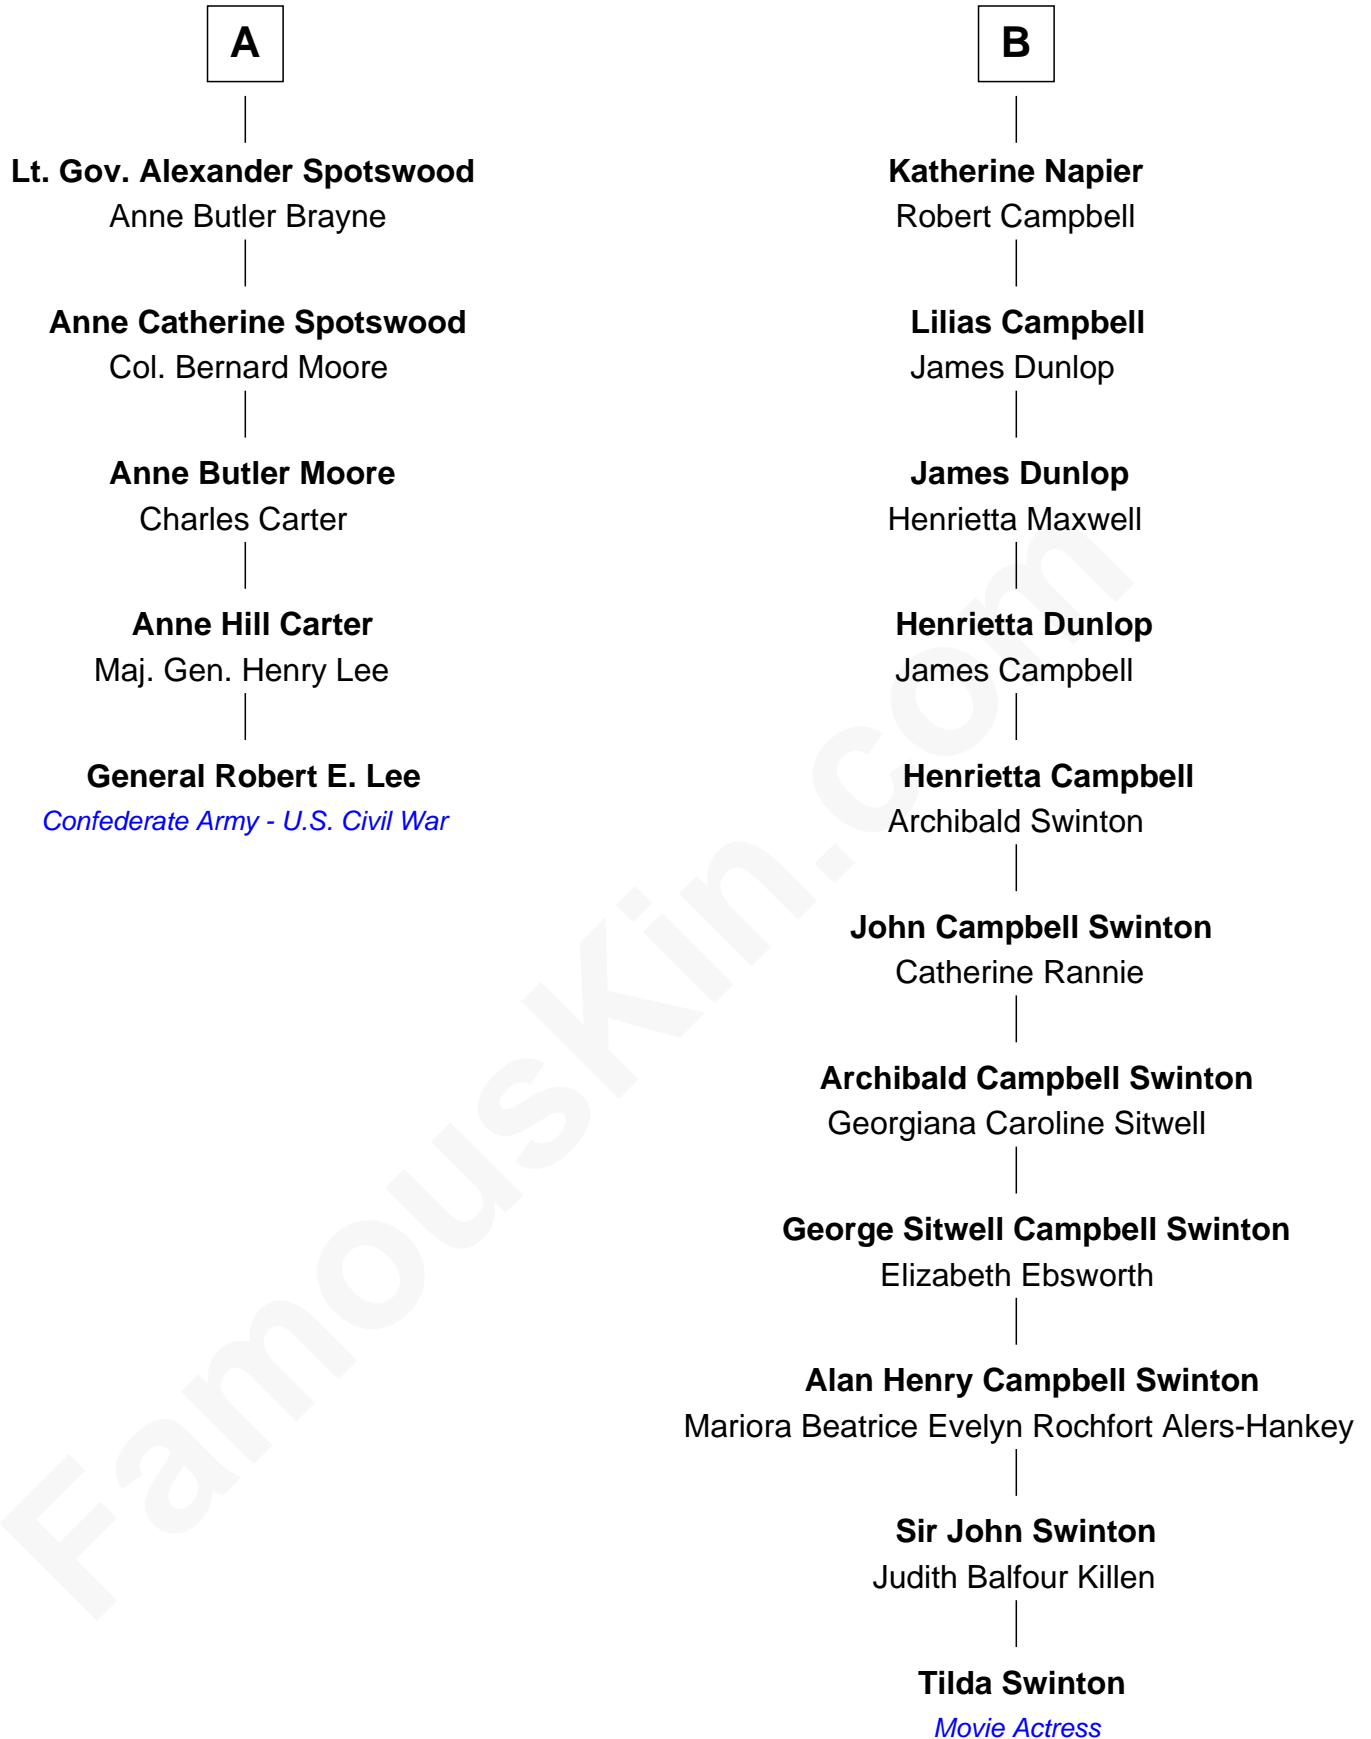 A
Lt. Gov. Alexander Spotswood
Anne Butler Brayne
Anne Catherine Spotswood
Col. Bernard Moore
Anne Butler Moore
Charles Carter
Anne Hill Carter
Maj. Gen. Henry Lee
General Robert E. Lee
Confederate Army - U.S. Civil War
B
Katherine Napier
Robert Campbell
Lilias Campbell
James Dunlop
James Dunlop
Henrietta Maxwell
Henrietta Dunlop
James Campbell
Henrietta Campbell
Archibald Swinton
John Campbell Swinton
Catherine Rannie
Archibald Campbell Swinton
Georgiana Caroline Sitwell
George Sitwell Campbell Swinton
Elizabeth Ebsworth
Alan Henry Campbell Swinton
Mariora Beatrice Evelyn Rochfort Alers-Hankey
Sir John Swinton
Judith Balfour Killen
Tilda Swinton
Movie Actress
FamousKin.com